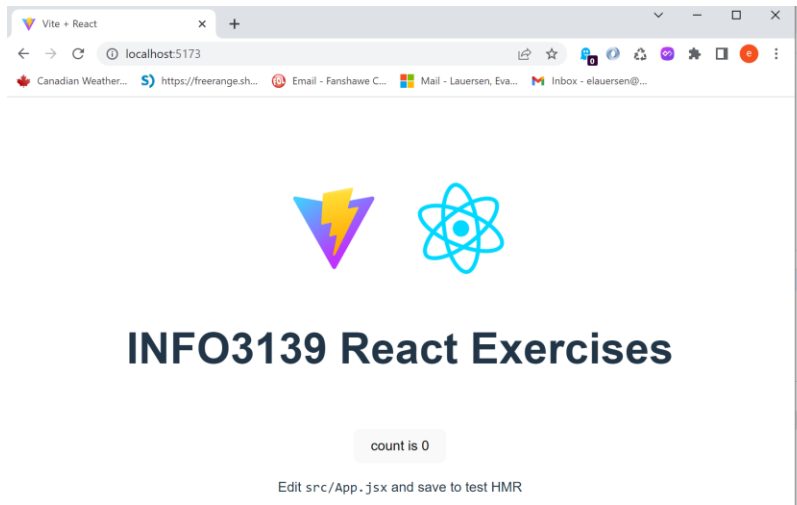 Vite + React
localhost:5173
0
e
Canadian Weather... S) https://freerange.sh... Email - Fanshawe C... Mail - Lauersen, Eva... Inbox - elauersen@...
INFO3139 React Exercises
count is 0
Edit src/App.jsx and save to test HMR